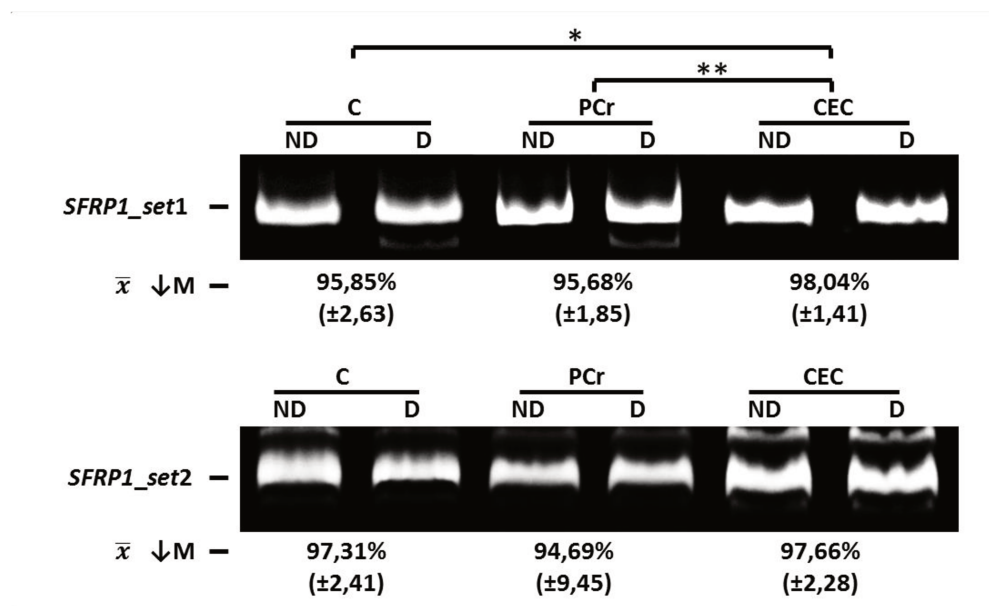 *
**
C PCr CEC
ND D ND D ND D
SFRP1_set1 –
x̅ ↓M –
95,85% 95,68% 98,04%
(±2,63) (±1,85) (±1,41)
C PCr CEC
ND D ND D ND D
SFRP1_set2 –
x̅ ↓M –
97,31% 94,69% 97,66%
(±2,41) (±9,45) (±2,28)